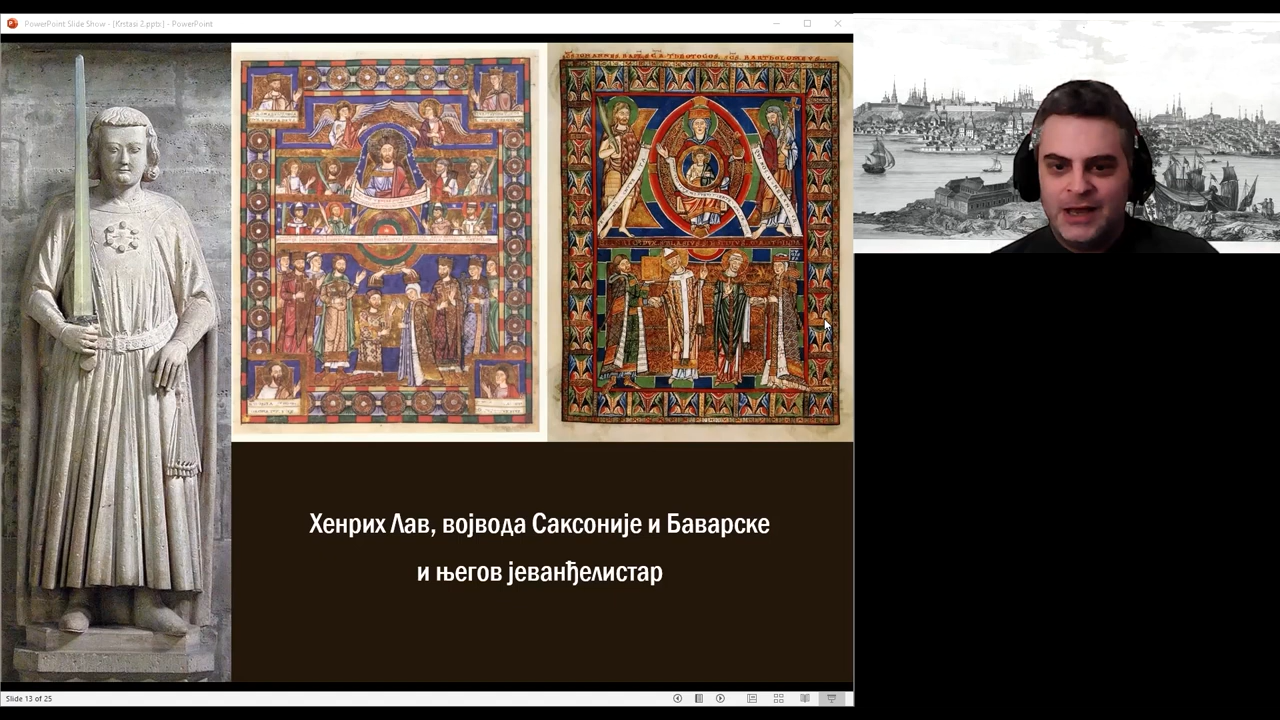 PowerPoint Slide Show - [Krstasi 2.pptx] - PowerPoint
Хенрих Лав, војвода Саксоније и Баварске
и његов јеванђелистар
Slide 13 of 25